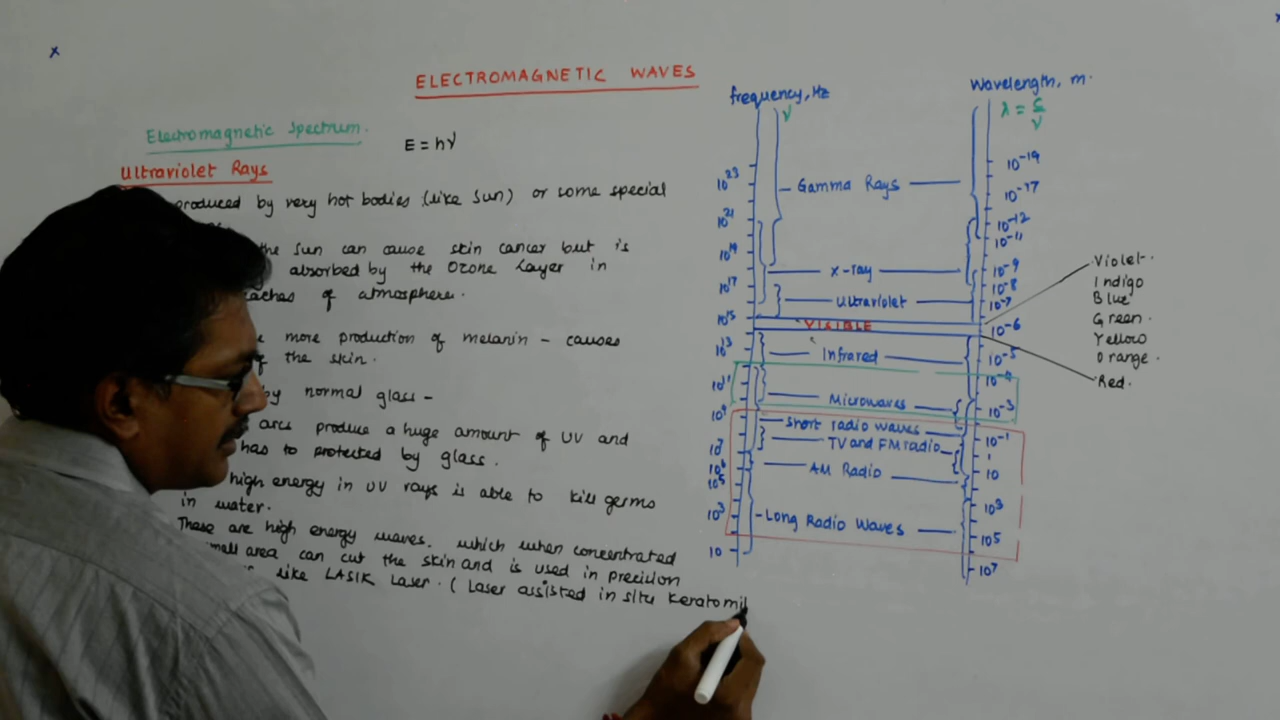 ELECTROMAGNETIC WAVES
Electromagnetic Spectrum.
E = hν
Ultraviolet Rays
produced by very hot bodies (like Sun) or some special
the Sun can cause skin cancer but is
absorbed by the Ozone Layer in
of atmosphere.
more production of melanin - causes
the skin.
by normal glass -
arcs produce a huge amount of UV and
has to protected by glass.
high energy in UV rays is able to kill germs
in water.
These are high energy waves. which when concentrated
small area can cut the skin and is used in precision
like LASIK Laser. ( Laser assisted in situ Keratomil
frequency, Hz
ν
10²³
10²¹
10¹⁹
10¹⁷
10¹⁵
10¹³
10¹¹
10⁹
10⁷
10⁶
10⁵
10³
10
Gamma Rays
x-ray
Ultraviolet
VISIBLE
Infrared
Microwaves
Short radio waves
TV and FM radio
AM Radio
Long Radio Waves
Wavelength, m.
λ = c/ν
10⁻¹⁹
10⁻¹⁷
10⁻¹²
10⁻¹¹
10⁻⁹
10⁻⁸
10⁻⁷
10⁻⁶
10⁻⁵
10⁻⁴
10⁻³
10⁻¹
1
10
10³
10⁵
10⁷
Violet.
Indigo
Blue
Green.
Yellow
Orange.
Red.